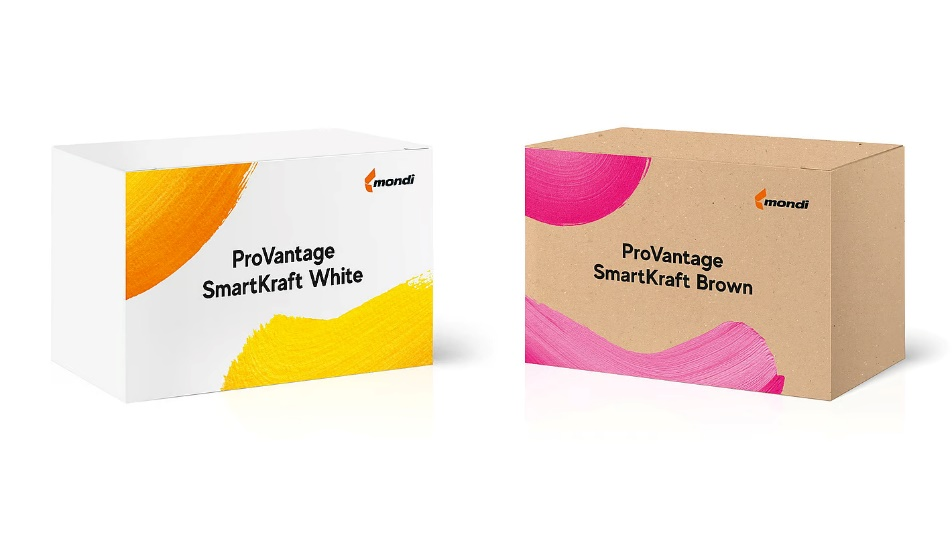 mondi
ProVantage
SmartKraft White
mondi
ProVantage
SmartKraft Brown